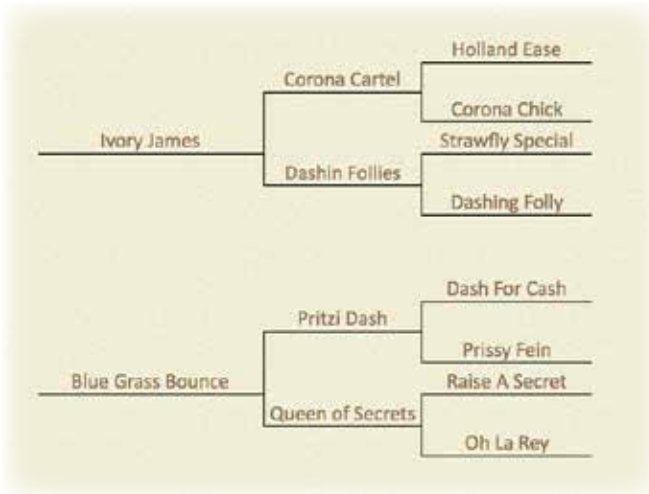 Holland Ease
Corona Cartel
Corona Chick
Ivory James
Strawfly Special
Dashin Follies
Dashing Folly
Dash For Cash
Pritzi Dash
Prissy Fein
Blue Grass Bounce
Raise A Secret
Queen of Secrets
Oh La Rey